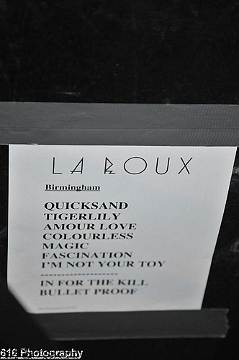 LA ROUX
Birmingham
QUICKSAND
TIGERLILY
AMOUR LOVE
COLOURLESS
MAGIC
FASCINATION
I'M NOT YOUR TOY
--------------------
IN FOR THE KILL
BULLET PROOF
616 Photography